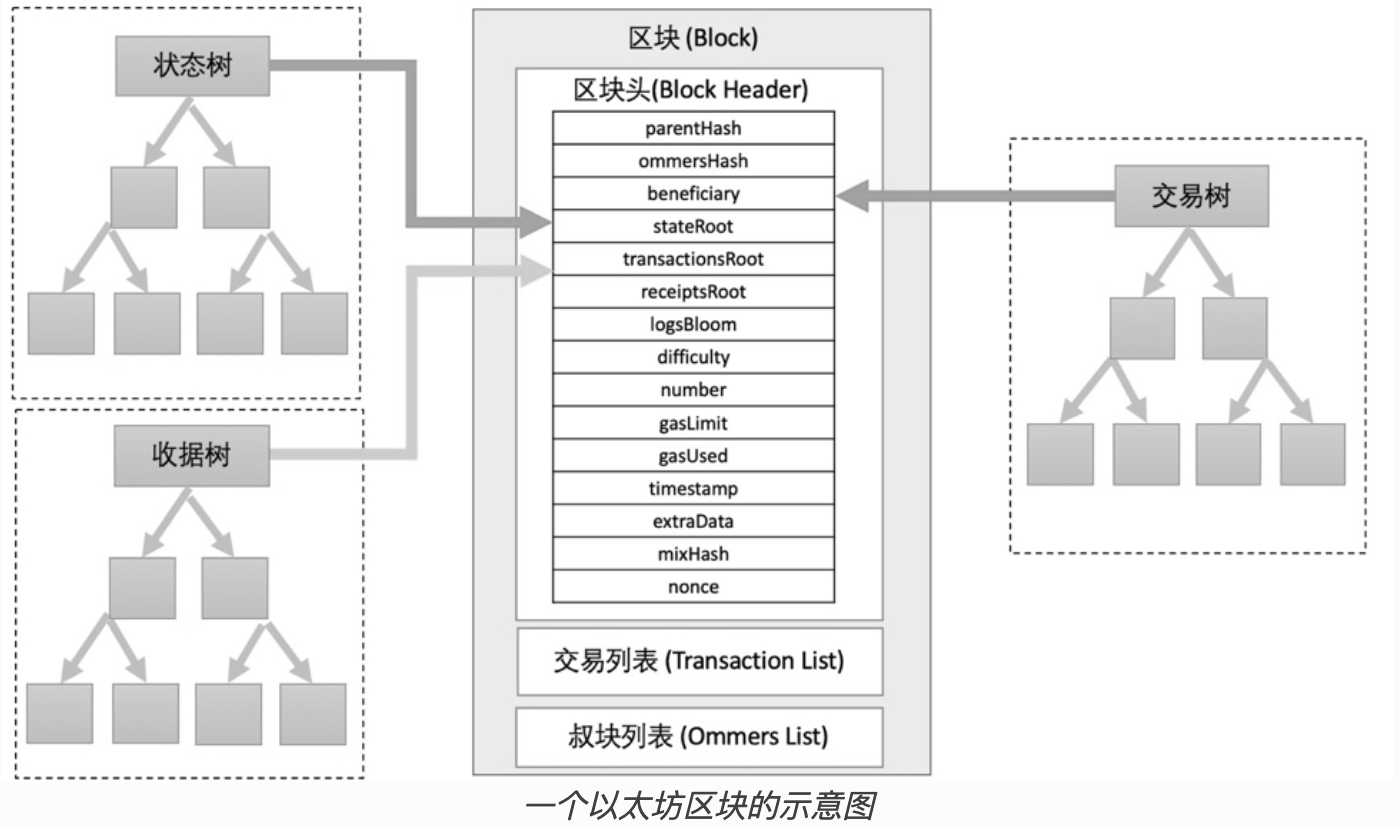 状态树
收据树
区块 (Block)
区块头(Block Header)
parentHash
ommersHash
beneficiary
stateRoot
transactionsRoot
receiptsRoot
logsBloom
difficulty
number
gasLimit
gasUsed
timestamp
extraData
mixHash
nonce
交易列表 (Transaction List)
叔块列表 (Ommers List)
交易树
一个以太坊区块的示意图